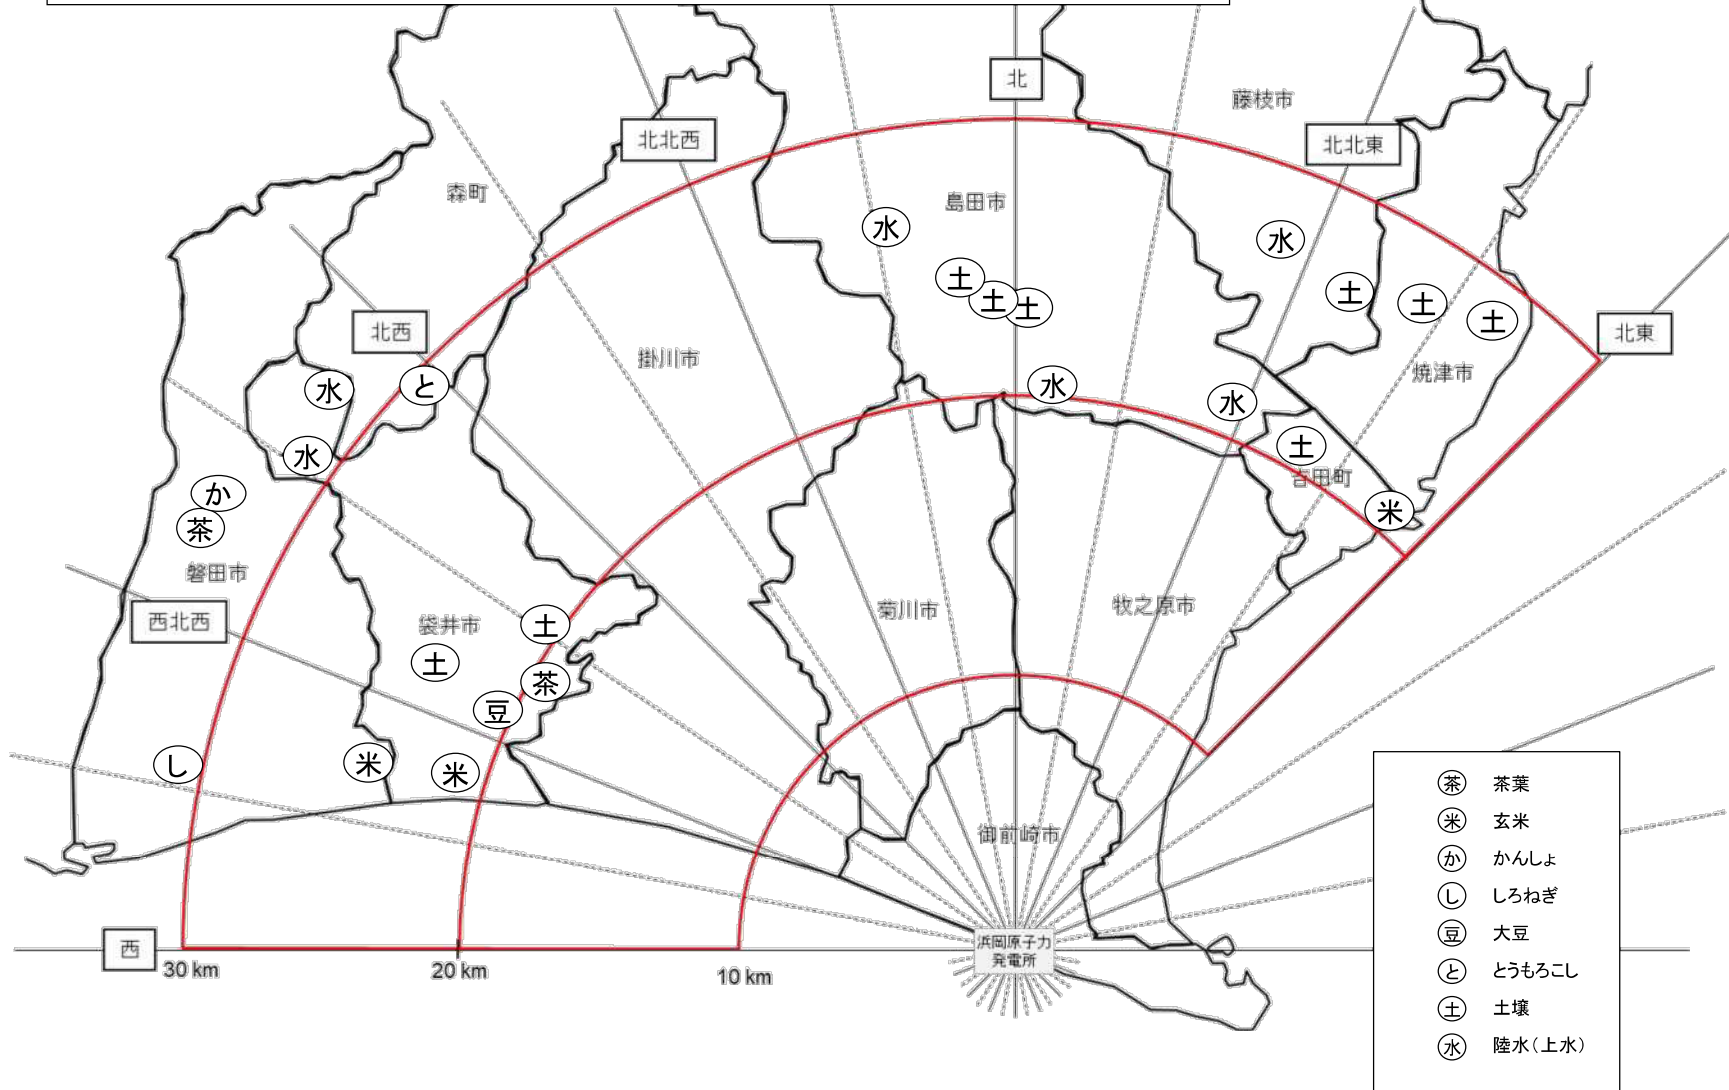 北
藤枝市
北北西
北北東
森町
島田市
水
水
土
土
土
土
土
土
北西
北東
掛川市
焼津市
水
と
水
水
土
水
吉田町
か
米
茶
磐田市
西北西
菊川市
牧之原市
袋井市
土
土
茶
豆
し
米
米
御前崎市
浜岡原子力
発電所
西
30 km
20 km
10 km
茶 茶葉
米 玄米
か かんしょ
し しろねぎ
豆 大豆
と とうもろこし
土 土壌
水 陸水(上水)